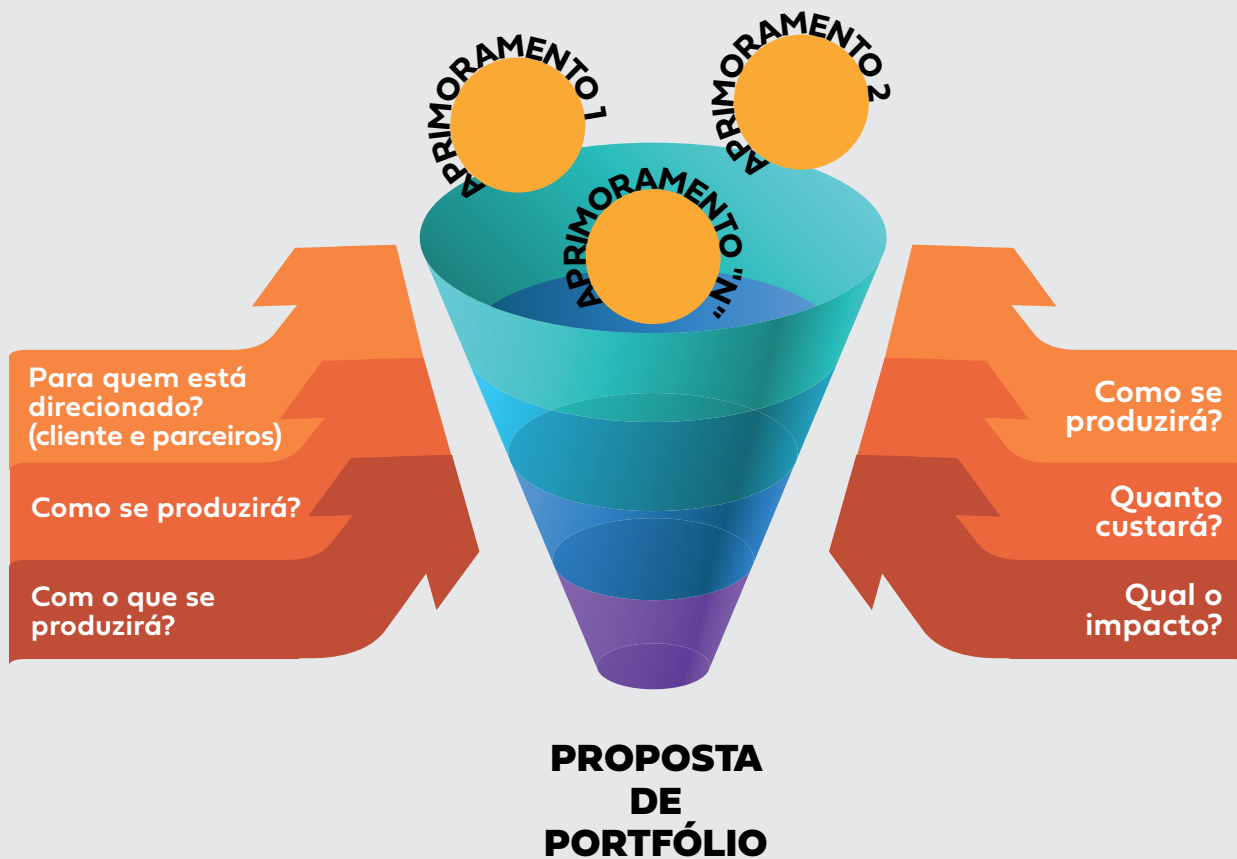 APRIMORAMENTO 1
APRIMORAMENTO 2
APRIMORAMENTO "N"
Para quem está
direcionado?
(cliente e parceiros)
Como se produzirá?
Com o que se
produzirá?
Como se
produzirá?
Quanto
custará?
Qual o
impacto?
PROPOSTA
DE
PORTFÓLIO